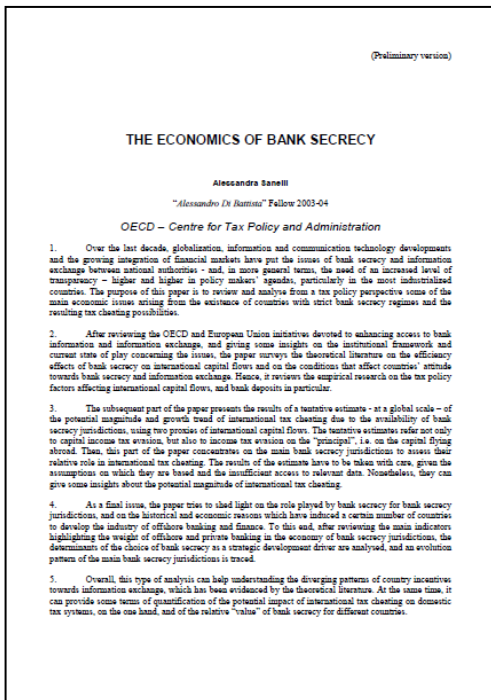 (Preliminary version)
THE ECONOMICS OF BANK SECRECY
Alessandra Sanelli
"Alessandro Di Battista" Fellow 2003-04
OECD – Centre for Tax Policy and Administration
1. Over the last decade, globalization, information and communication technology developments
and the growing integration of financial markets have put the issues of bank secrecy and information
exchange between national authorities - and, in more general terms, the need of an increased level of
transparency – higher and higher in policy makers' agendas, particularly in the most industrialized
countries. The purpose of this paper is to review and analyse from a tax policy perspective some of the
main economic issues arising from the existence of countries with strict bank secrecy regimes and the
resulting tax cheating possibilities.
2. After reviewing the OECD and European Union initiatives devoted to enhancing access to bank
information and information exchange, and giving some insights on the institutional framework and
current state of play concerning the issues, the paper surveys the theoretical literature on the efficiency
effects of bank secrecy on international capital flows and on the conditions that affect countries' attitude
towards bank secrecy and information exchange. Hence, it reviews the empirical research on the tax policy
factors affecting international capital flows, and bank deposits in particular.
3. The subsequent part of the paper presents the results of a tentative estimate - at a global scale – of
the potential magnitude and growth trend of international tax cheating due to the availability of bank
secrecy jurisdictions, using two proxies of international capital flows. The tentative estimates refer not only
to capital income tax evasion, but also to income tax evasion on the "principal", i.e. on the capital flying
abroad. Then, this part of the paper concentrates on the main bank secrecy jurisdictions to assess their
relative role in international tax cheating. The results of the estimate have to be taken with care, given the
assumptions on which they are based and the insufficient access to relevant data. Nonetheless, they can
give some insights about the potential magnitude of international tax cheating.
4. As a final issue, the paper tries to shed light on the role played by bank secrecy for bank secrecy
jurisdictions, and on the historical and economic reasons which have induced a certain number of countries
to develop the industry of offshore banking and finance. To this end, after reviewing the main indicators
highlighting the weight of offshore and private banking in the economy of bank secrecy jurisdictions, the
determinants of the choice of bank secrecy as a strategic development driver are analysed, and an evolution
pattern of the main bank secrecy jurisdictions is traced.
5. Overall, this type of analysis can help understanding the diverging patterns of country incentives
towards information exchange, which has been evidenced by the theoretical literature. At the same time, it
can provide some terms of quantification of the potential impact of international tax cheating on domestic
tax systems, on the one hand, and of the relative "value" of bank secrecy for different countries.